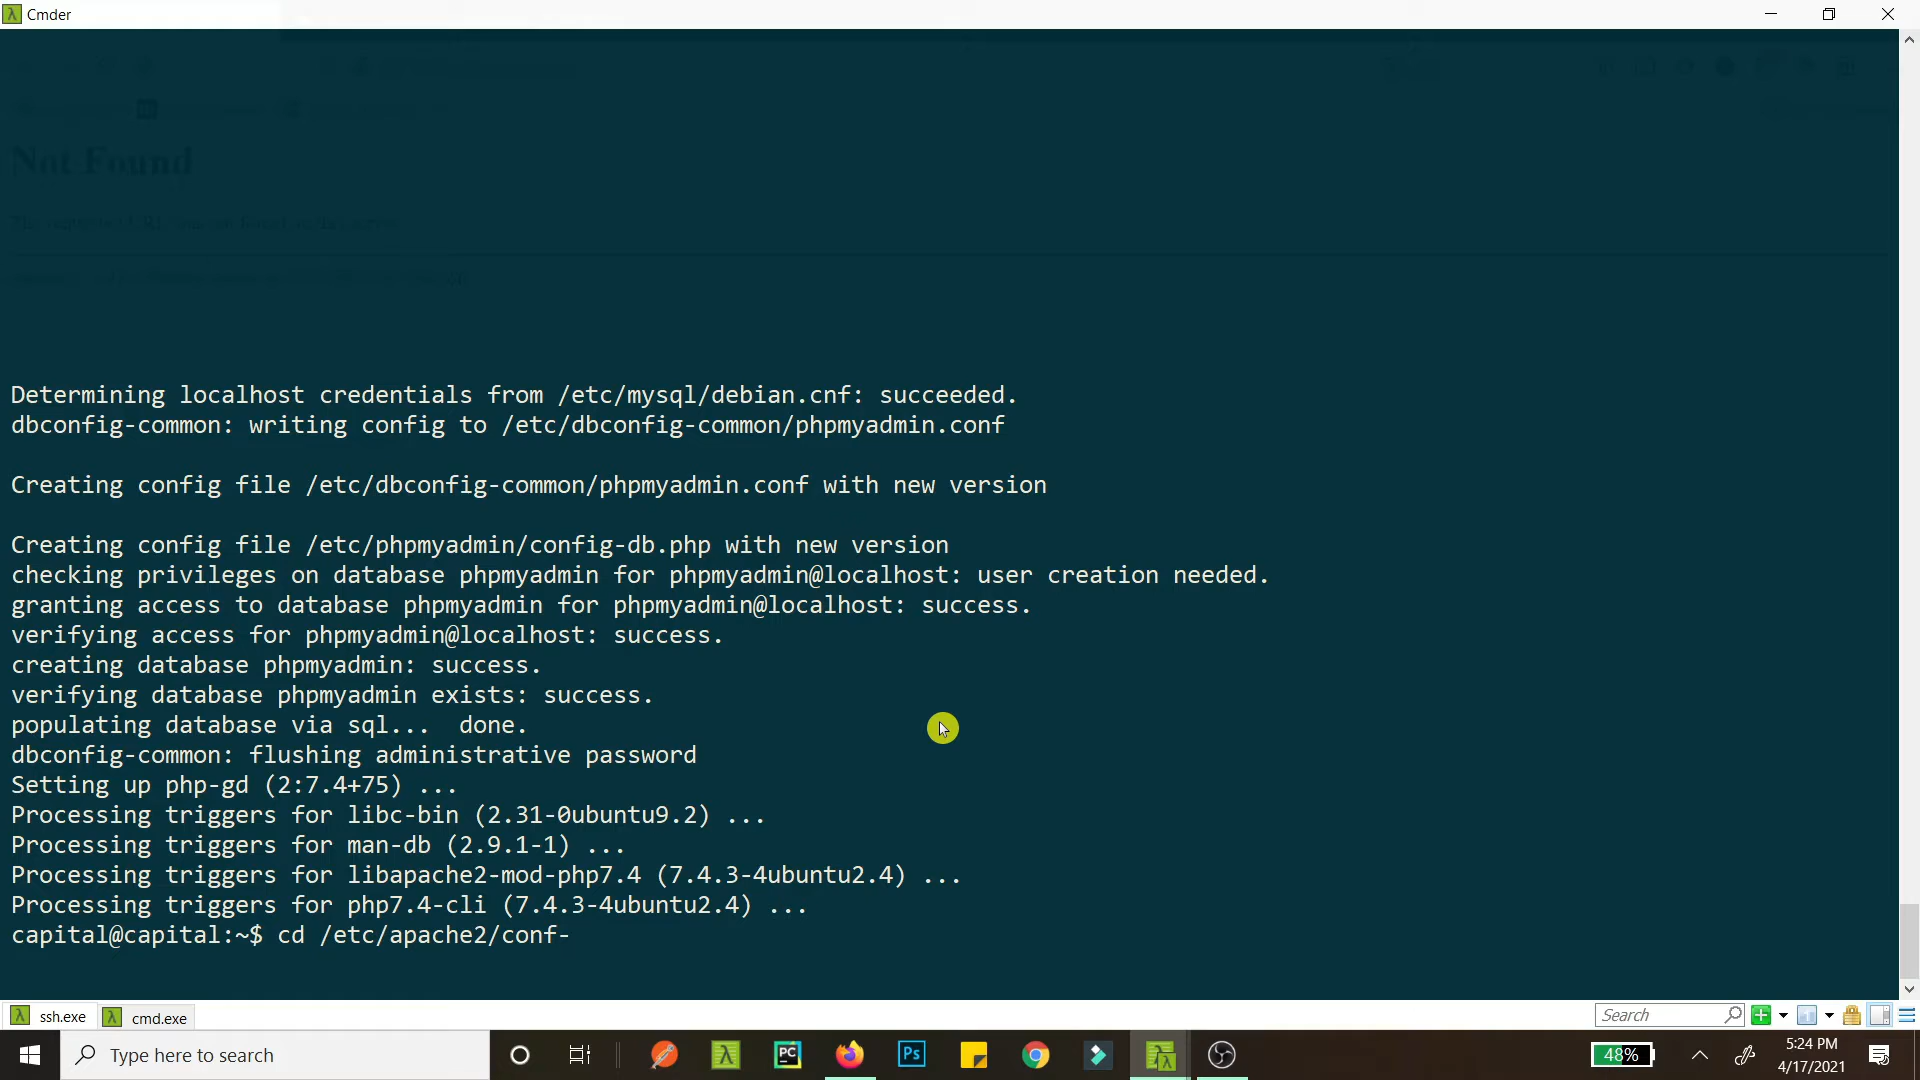 Cmder
Not Found
Determining localhost credentials from /etc/mysql/debian.cnf: succeeded.
dbconfig-common: writing config to /etc/dbconfig-common/phpmyadmin.conf
Creating config file /etc/dbconfig-common/phpmyadmin.conf with new version
Creating config file /etc/phpmyadmin/config-db.php with new version
checking privileges on database phpmyadmin for phpmyadmin@localhost: user creation needed.
granting access to database phpmyadmin for phpmyadmin@localhost: success.
verifying access for phpmyadmin@localhost: success.
creating database phpmyadmin: success.
verifying database phpmyadmin exists: success.
populating database via sql...  done.
dbconfig-common: flushing administrative password
Setting up php-gd (2:7.4+75) ...
Processing triggers for libc-bin (2.31-0ubuntu9.2) ...
Processing triggers for man-db (2.9.1-1) ...
Processing triggers for libapache2-mod-php7.4 (7.4.3-4ubuntu2.4) ...
Processing triggers for php7.4-cli (7.4.3-4ubuntu2.4) ...
capital@capital:~$ cd /etc/apache2/conf-
ssh.exe cmd.exe Search
Type here to search PC Ps 48% 5:24 PM
4/17/2021